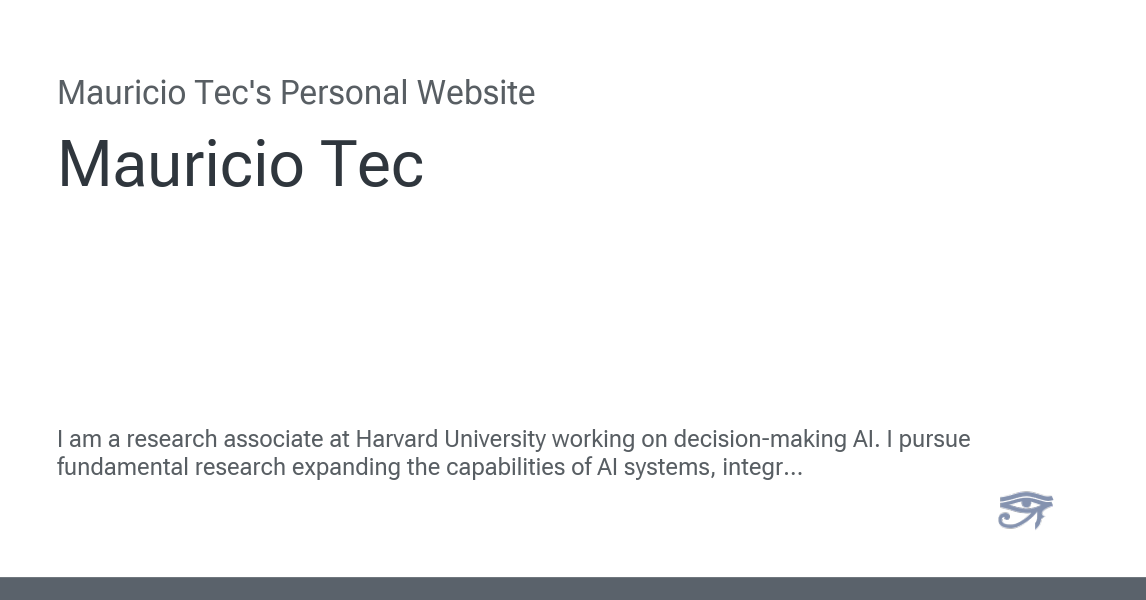 Mauricio Tec's Personal Website
Mauricio Tec
I am a research associate at Harvard University working on decision-making AI. I pursue
fundamental research expanding the capabilities of AI systems, integr...